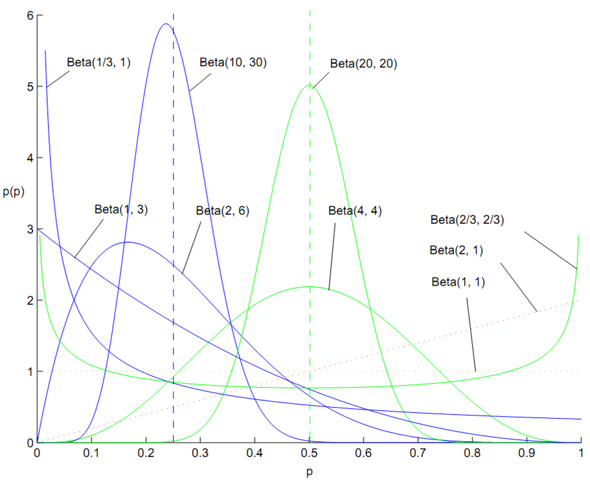 6
Beta(1/3, 1)
Beta(10, 30)
Beta(20, 20)
5
4
p(p)
Beta(1, 3)
Beta(2, 6)
Beta(4, 4)
Beta(2/3, 2/3)
3
Beta(2, 1)
Beta(1, 1)
2
1
0
0 0.1 0.2 0.3 0.4 0.5 0.6 0.7 0.8 0.9 1
p